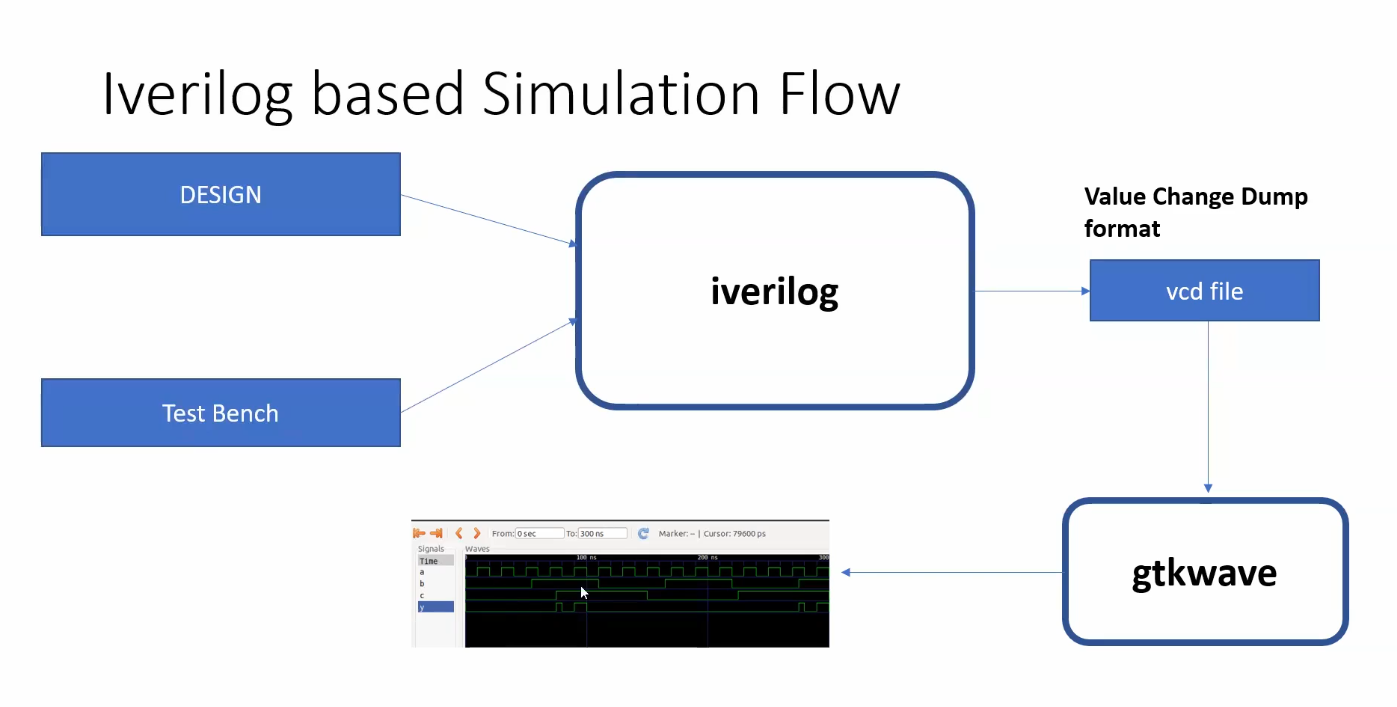 Iverilog based Simulation Flow
DESIGN
Test Bench
iverilog
Value Change Dump
format
vcd file
gtkwave
From: 0 sec To: 300 ns Marker: -- | Cursor: 79600 ps
Signals Waves
Time
100 ns 200 ns 300
a
b
c
y